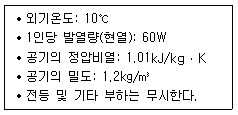 • 외기온도: 10℃
• 1인당 발열량(현열): 60W
• 공기의 정압비열: 1.01kJ/kg · K
• 공기의 밀도: 1.2kg/m³
• 전등 및 기타 부하는 무시한다.